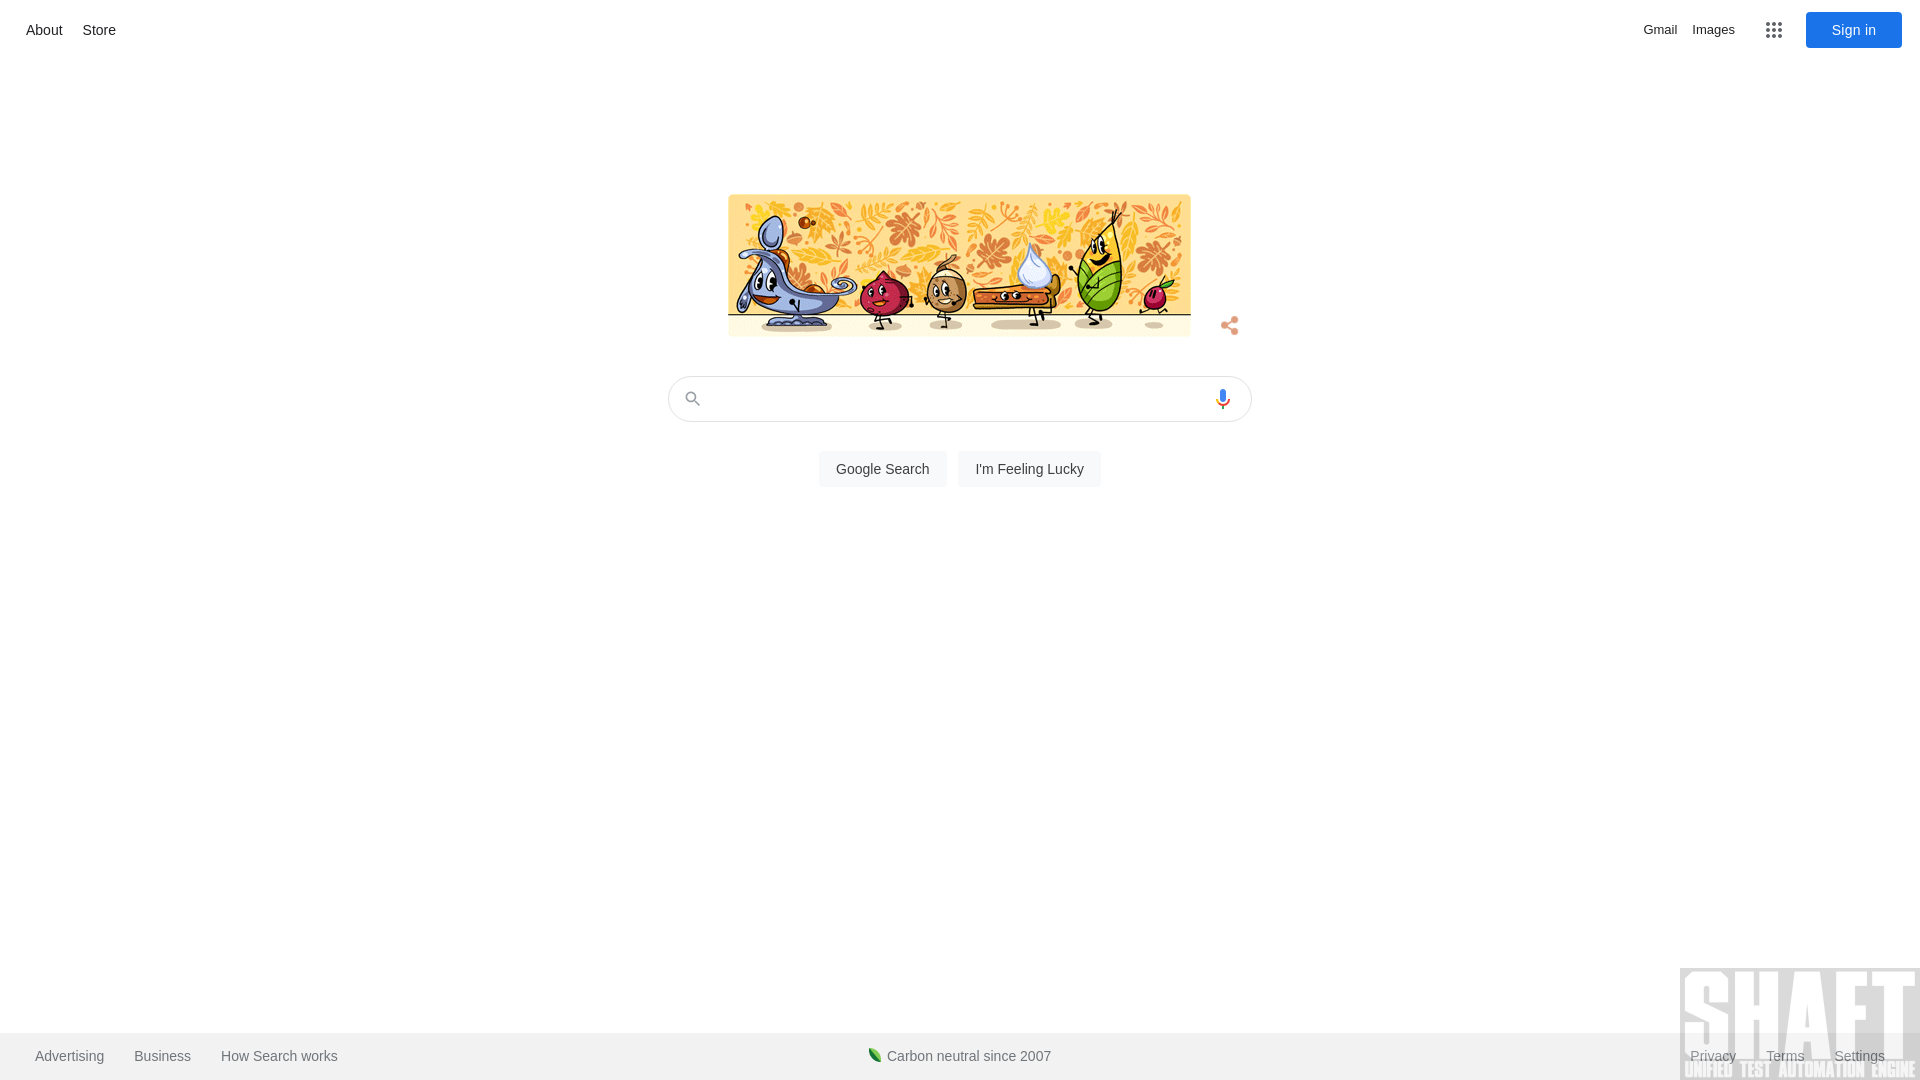 About Store Gmail Images Sign in
Google Search I'm Feeling Lucky
SHAFT
Advertising Business How Search works Carbon neutral since 2007 Privacy Terms Settings
UNIFIED TEST AUTOMATION ENGINE